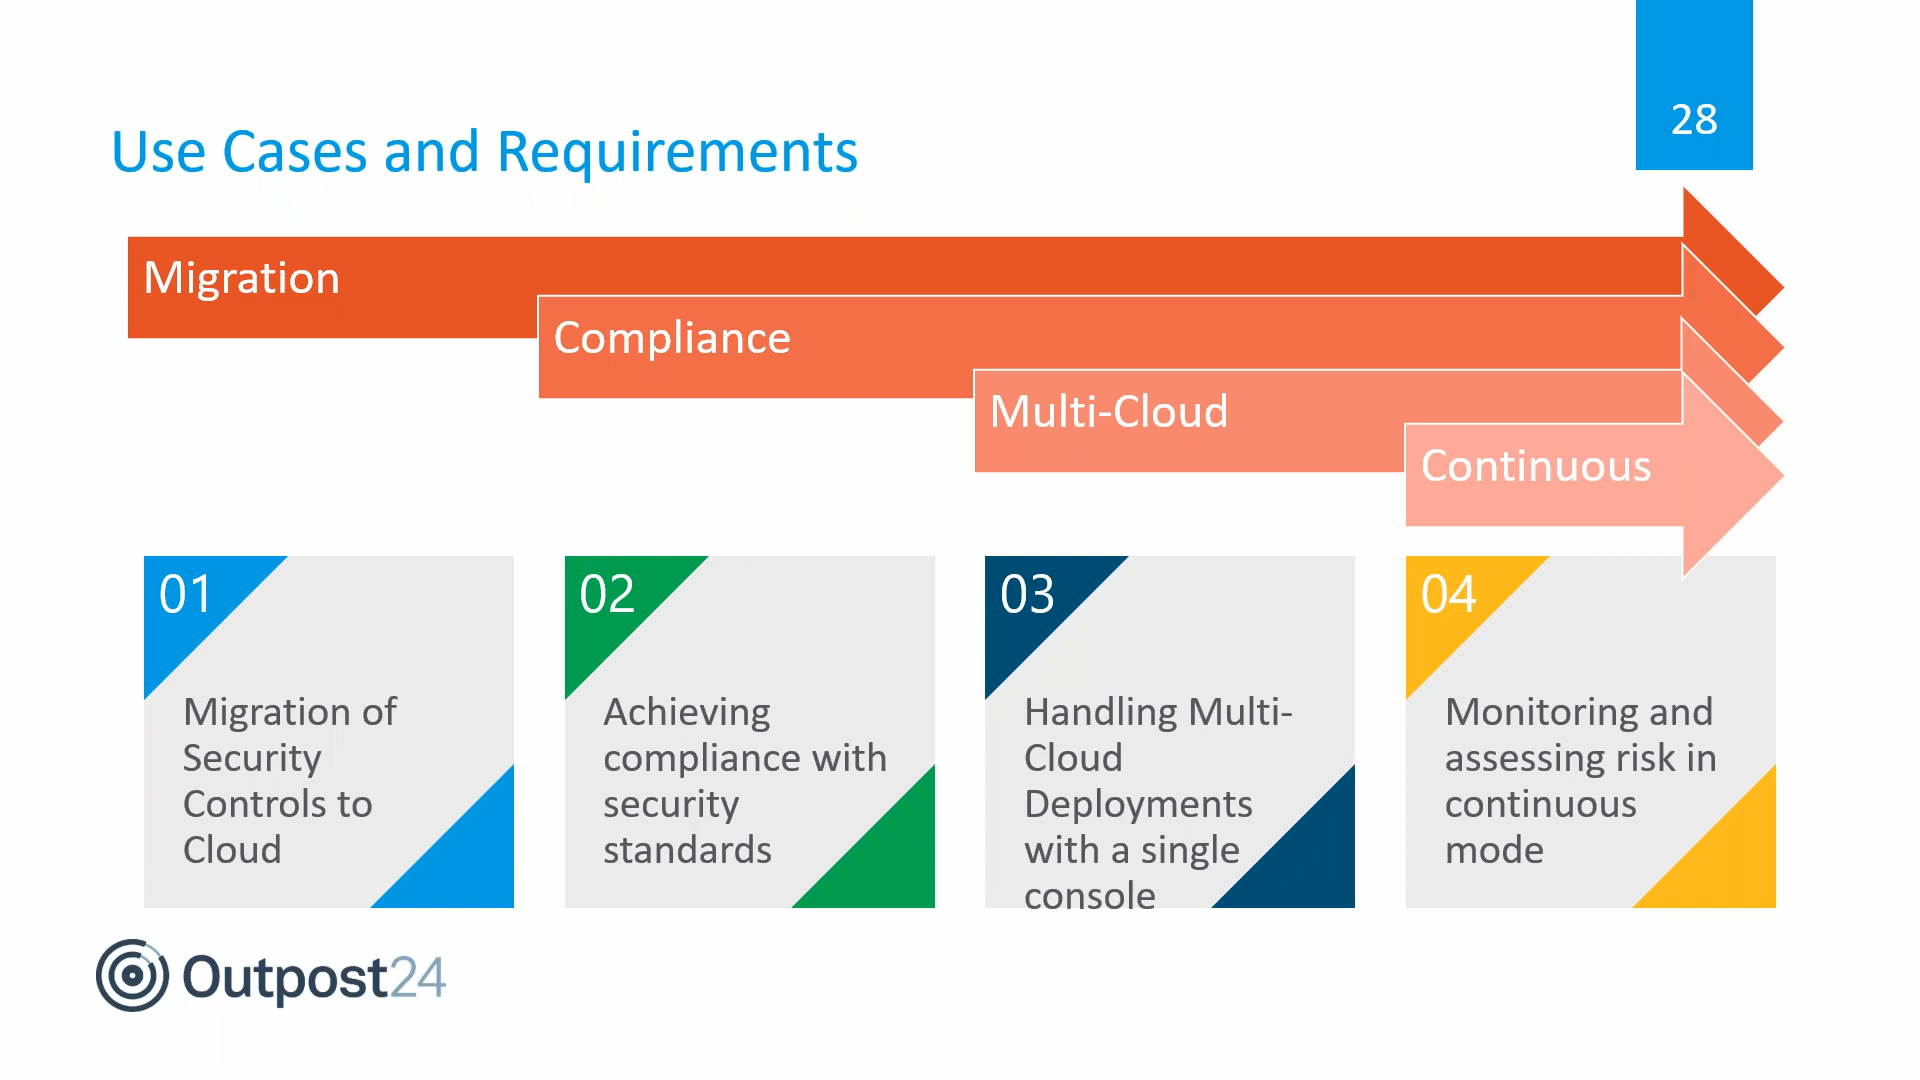 28
Use Cases and Requirements
Migration
Compliance
Multi-Cloud
Continuous
01
Migration of
Security
Controls to
Cloud
02
Achieving
compliance with
security
standards
03
Handling Multi-
Cloud
Deployments
with a single
console
04
Monitoring and
assessing risk in
continuous
mode
Outpost24